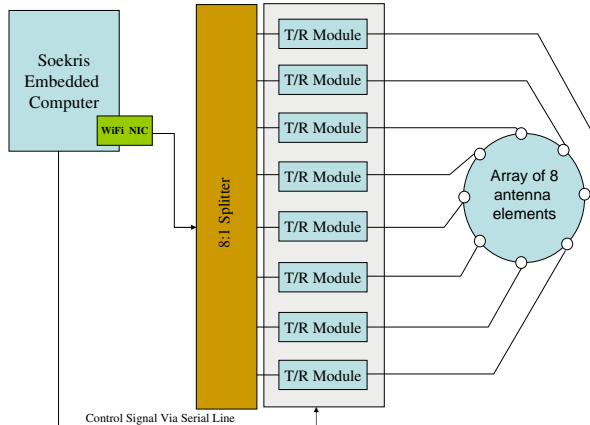 Soekris
Embedded
Computer
WiFi NIC
8:1 Splitter
T/R Module
T/R Module
T/R Module
T/R Module
T/R Module
T/R Module
T/R Module
T/R Module
Array of 8
antenna
elements
Control Signal Via Serial Line